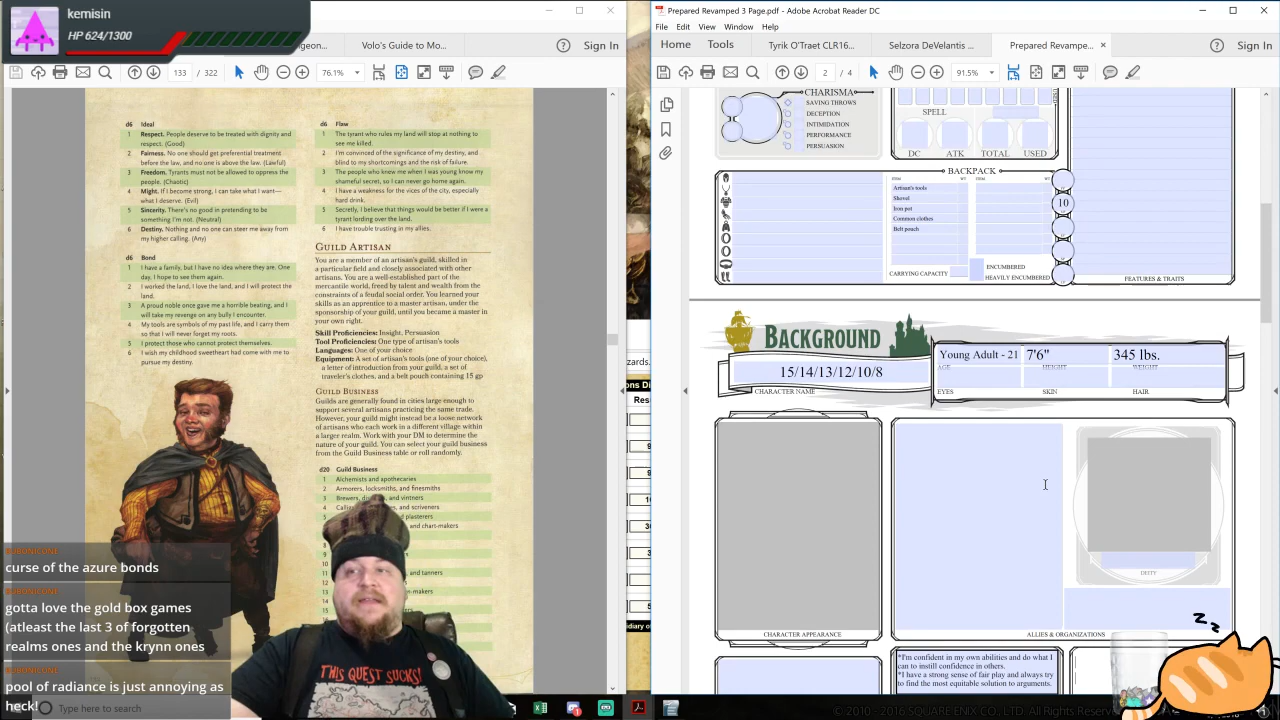 kemisin
HP 624/1300
Volo's Guide to Mo...
Sign In
133 / 322
76.1%
d6 Ideal
1 Respect. People deserve to be treated with dignity and
respect. (Good)
2 Fairness. No one should get preferential treatment
before the law, and no one is above the law. (Lawful)
3 Freedom. Tyrants must not be allowed to oppress the
people. (Chaotic)
4 Might. If I become strong, I can take what I want—
what I deserve. (Evil)
5 Sincerity. There's no good in pretending to be
something I'm not. (Neutral)
6 Destiny. Nothing and no one can steer me away from
my higher calling. (Any)
d6 Bond
1 I have a family, but I have no idea where they are. One
day, I hope to see them again.
2 I worked the land, I love the land, and I will protect the
land.
3 A proud noble once gave me a horrible beating, and I
will take my revenge on any bully I encounter.
4 My tools are symbols of my past life, and I carry them
so that I will never forget my roots.
5 I protect those who cannot protect themselves.
6 I wish my childhood sweetheart had come with me to
pursue my destiny.
d6 Flaw
1 The tyrant who rules my land will stop at nothing to
see me killed.
2 I'm convinced of the significance of my destiny, and
blind to my shortcomings and the risk of failure.
3 The people who knew me when I was young know my
shameful secret, so I can never go home again.
4 I have a weakness for the vices of the city, especially
hard drink.
5 Secretly, I believe that things would be better if I were a
tyrant lording over the land.
6 I have trouble trusting in my allies.
GUILD ARTISAN
You are a member of an artisan's guild, skilled in
a particular field and closely associated with other
artisans. You are a well-established part of the
mercantile world, freed by talent and wealth from the
constraints of a feudal social order. You learned your
skills as an apprentice to a master artisan, under the
sponsorship of your guild, until you became a master in
your own right.
Skill Proficiencies: Insight, Persuasion
Tool Proficiencies: One type of artisan's tools
Languages: One of your choice
Equipment: A set of artisan's tools (one of your choice),
a letter of introduction from your guild, a set of
traveler's clothes, and a belt pouch containing 15 gp
GUILD BUSINESS
Guilds are generally found in cities large enough to
support several artisans practicing the same trade.
However, your guild might instead be a loose network
of artisans who each work in a different village within
a larger realm. Work with your DM to determine the
nature of your guild. You can select your guild business
from the Guild Business table or roll randomly.
d20 Guild Business
1 Alchemists and apothecaries
2 Armorers, locksmiths, and finesmiths
3 Brewers, and vintners
4 and scriveners
5 plasterers
and chart-makers
8
9
10
11 and tanners
12
13
14
15
THIS QUEST SUCKS!
curse of the azure bonds
gotta love the gold box games
(atleast the last 3 of forgotten
realms ones and the krynn ones
pool of radiance is just annoying as
heck!
Type here to search
Prepared Revamped 3 Page.pdf - Adobe Acrobat Reader DC
File Edit View Window Help
Home Tools Tyrik O'Traet CLR16... Selzora DeVelantis ... Prepared Revampe... × Sign In
2 / 4
91.5%
CHARISMA
SAVING THROWS
DECEPTION
INTIMIDATION
PERFORMANCE
PERSUASION
SPELL
DC ATK TOTAL USED
BACKPACK
ITEM WT ITEM WT
Artisan's tools
Shovel
Iron pot
Common clothes
Belt pouch
10
CARRYING CAPACITY
ENCUMBERED
HEAVILY ENCUMBERED
FEATURES & TRAITS
BACKGROUND
15/14/13/12/10/8
CHARACTER NAME
Young Adult - 21 7'6" 345 lbs.
AGE HEIGHT WEIGHT
EYES SKIN HAIR
DEITY
CHARACTER APPEARANCE
ALLIES & ORGANIZATIONS
*I'm confident in my own abilities and do what I
can to instill confidence in others.
*I have a strong sense of fair play and always try
to find the most equitable solution to arguments.
Z Z
© 2010 - 2016 SQUARE ENIX CO., LTD. All Rights Reserved